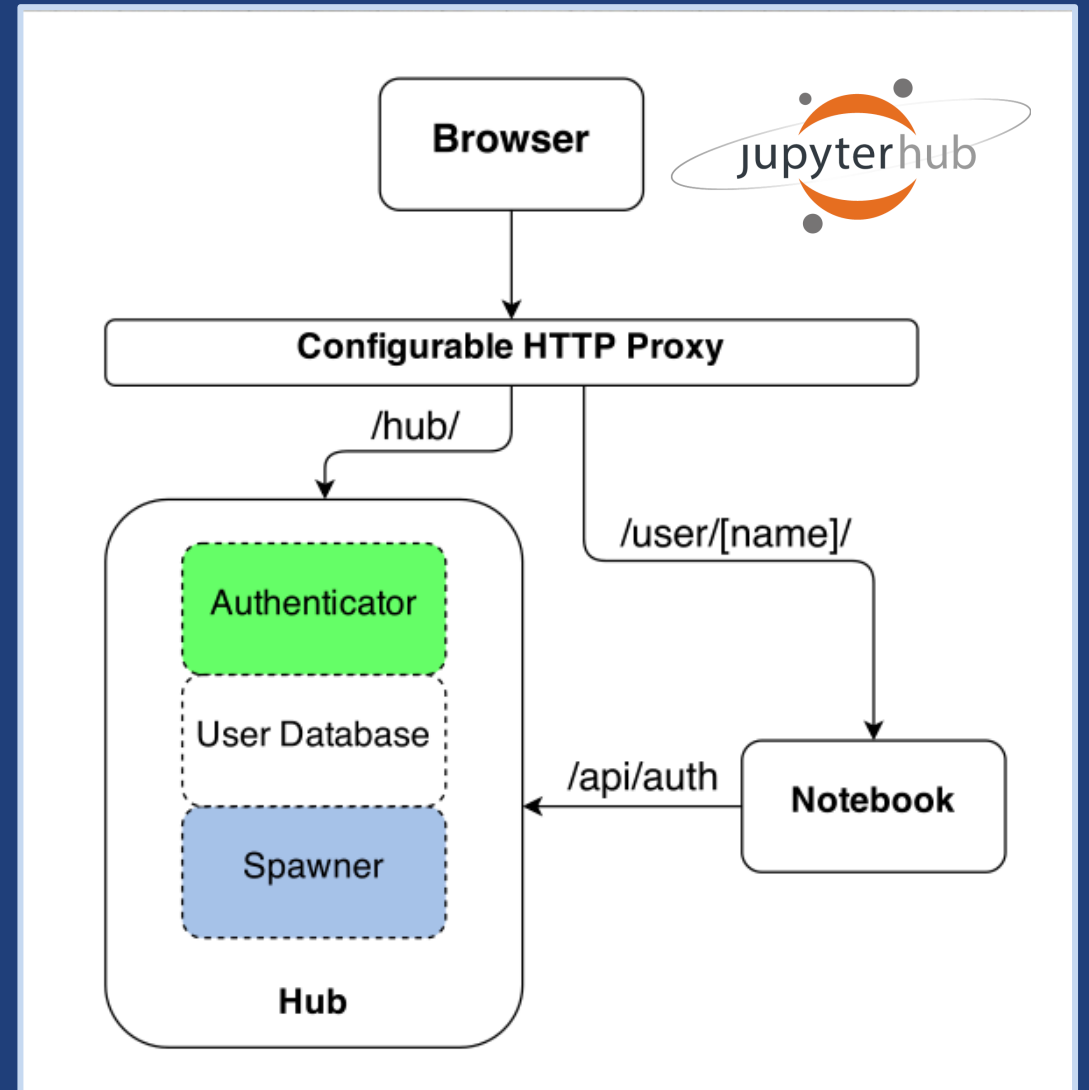 Browser
jupyterhub
Configurable HTTP Proxy
/hub/
/user/[name]/
Authenticator
User Database
/api/auth
Notebook
Spawner
Hub